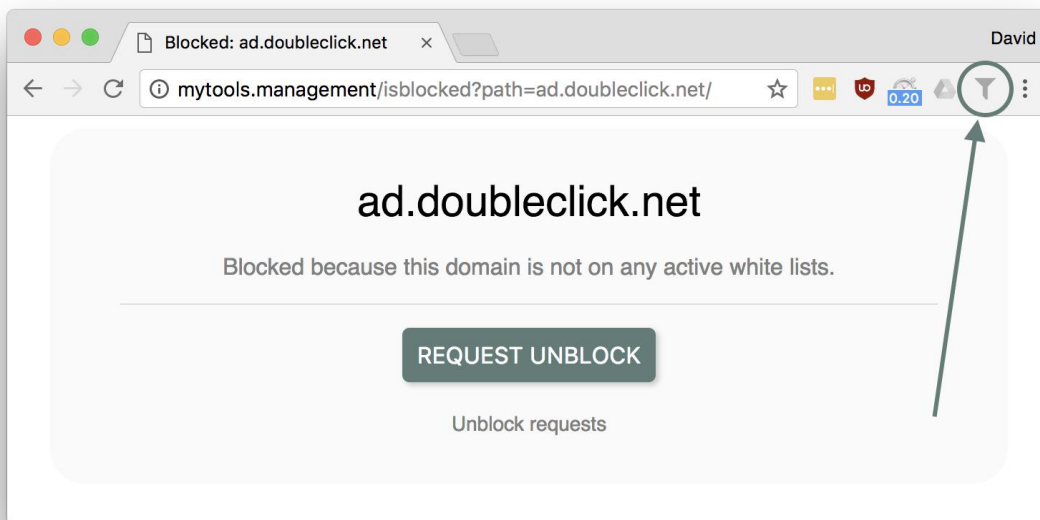 Blocked: ad.doubleclick.net
David
mytools.management/isblocked?path=ad.doubleclick.net/
UO
0.20
ad.doubleclick.net
Blocked because this domain is not on any active white lists.
REQUEST UNBLOCK
Unblock requests